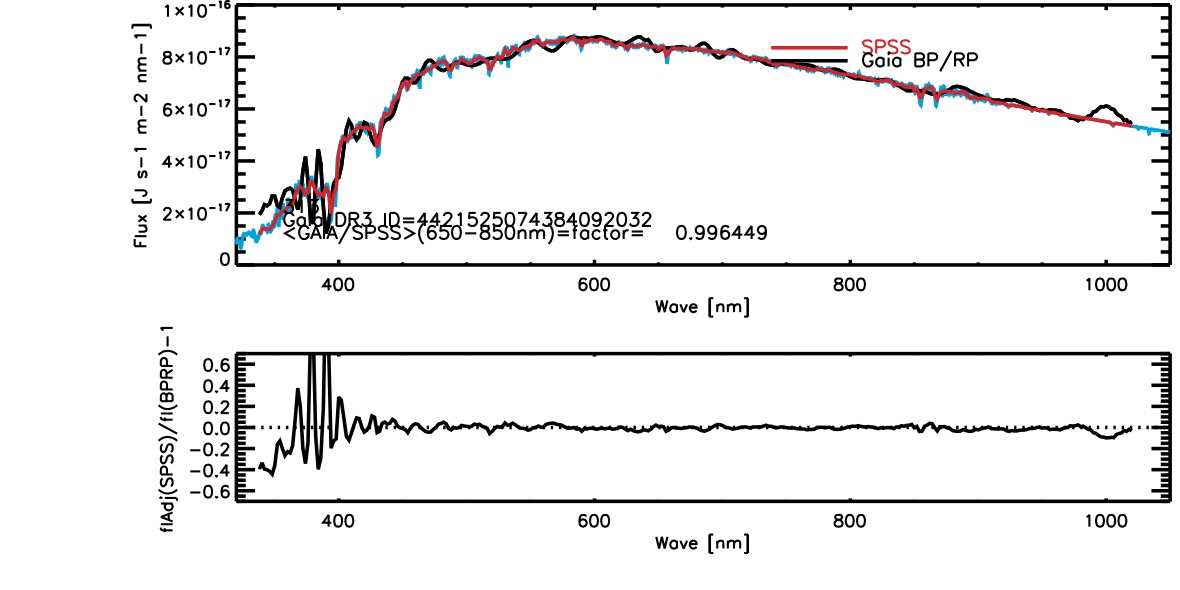 1×10−16
8×10−17
6×10−17
4×10−17
2×10−17
0
Flux [J s−1 m−2 nm−1]
SPSS
Gaia BP/RP
Gaia DR3 ID=4421525074384092032
<GAIA/SPSS>(650−850nm)=factor= 0.996449
400 600 800 1000
Wave [nm]
0.6
0.4
0.2
0.0
−0.2
−0.4
−0.6
flAdj(SPSS)/fl(BPRP)−1
400 600 800 1000
Wave [nm]